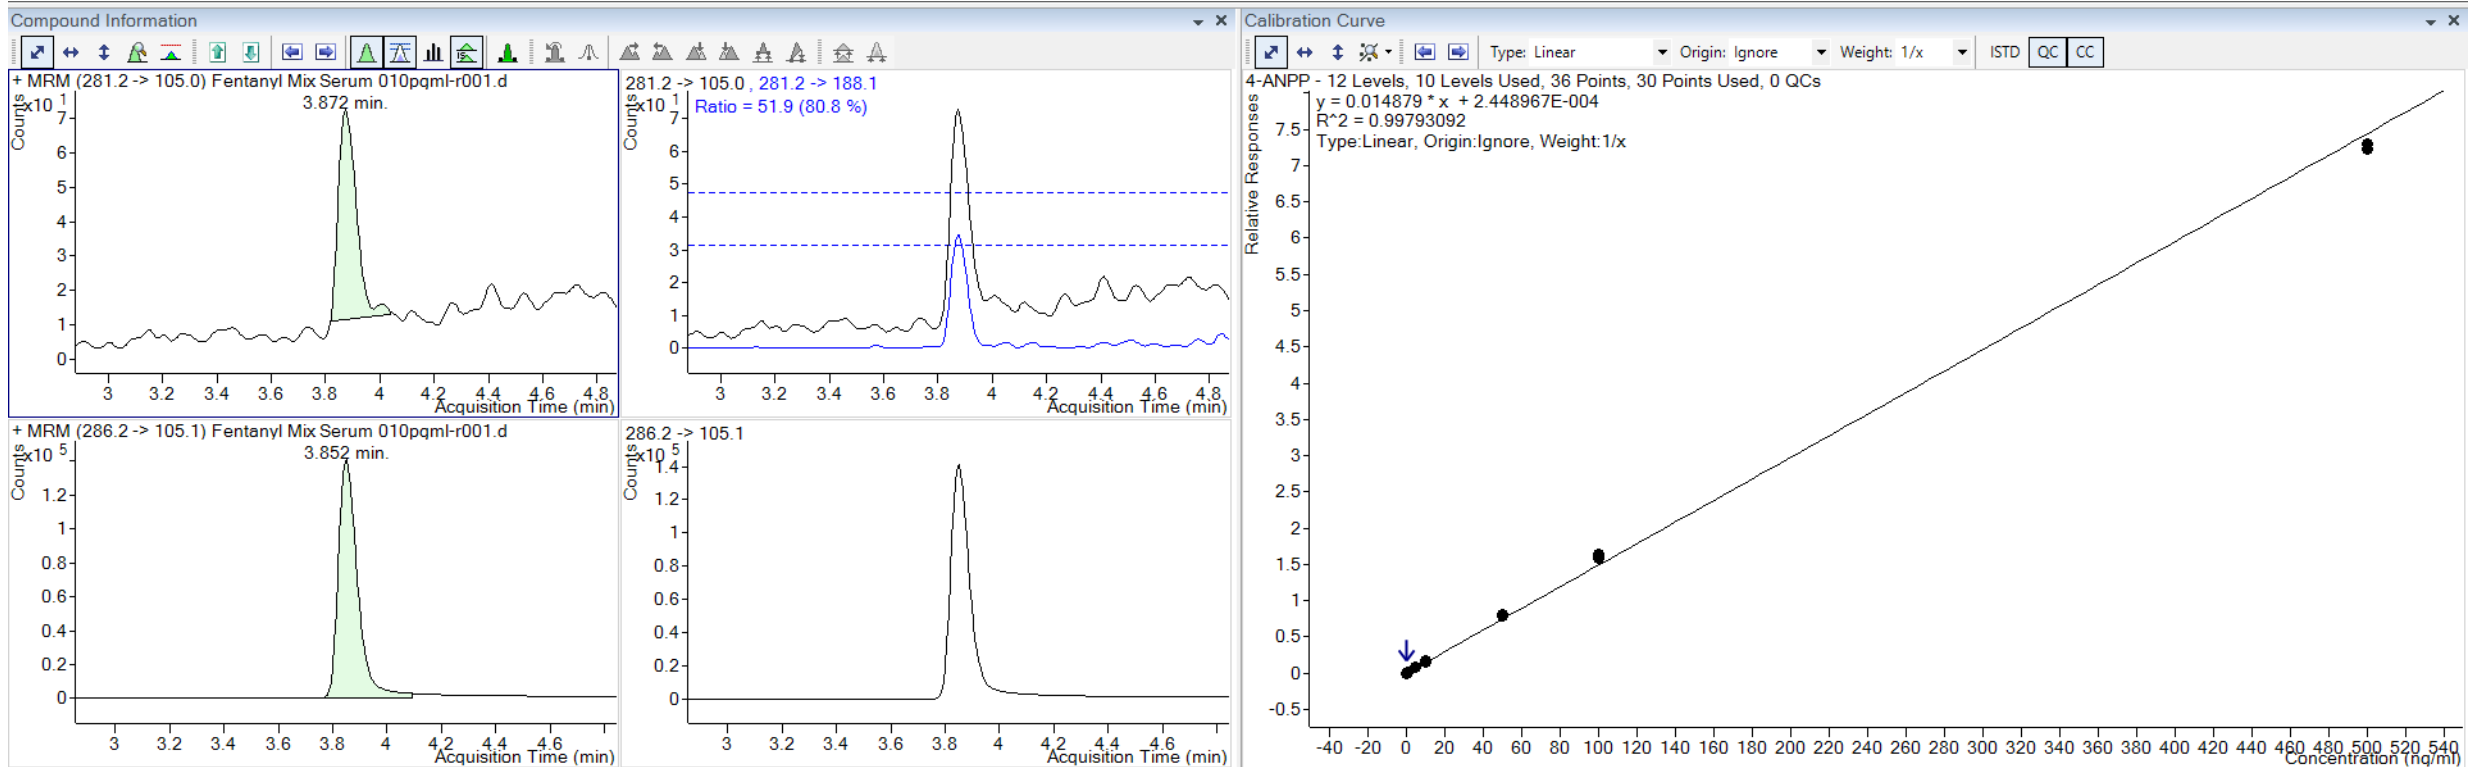 Compound Information
+ MRM (281.2 -> 105.0) Fentanyl Mix Serum 010pgml-r001.d
Counts
x10 1
3.872 min.
7
6
5
4
3
2
1
0
3 3.2 3.4 3.6 3.8 4 4.2 4.4 4.6 4.8
Acquisition Time (min)
281.2 -> 105.0 , 281.2 -> 188.1
Counts
x10 1
Ratio = 51.9 (80.8 %)
7
6
5
4
3
2
1
0
3 3.2 3.4 3.6 3.8 4 4.2 4.4 4.6 4.8
Acquisition Time (min)
+ MRM (286.2 -> 105.1) Fentanyl Mix Serum 010pgml-r001.d
Counts
x10 5
3.852 min.
1.2
1
0.8
0.6
0.4
0.2
0
3 3.2 3.4 3.6 3.8 4 4.2 4.4 4.6
Acquisition Time (min)
286.2 -> 105.1
Counts
x10 5
1.4
1.2
1
0.8
0.6
0.4
0.2
0
3 3.2 3.4 3.6 3.8 4 4.2 4.4 4.6
Acquisition Time (min)
Calibration Curve
Type: Linear Origin: Ignore Weight: 1/x ISTD QC CC
4-ANPP - 12 Levels, 10 Levels Used, 36 Points, 30 Points Used, 0 QCs
y = 0.014879 * x + 2.448967E-004
R^2 = 0.99793092
Type:Linear, Origin:Ignore, Weight:1/x
Relative Responses
7.5
7
6.5
6
5.5
5
4.5
4
3.5
3
2.5
2
1.5
1
0.5
0
-0.5
-40 -20 0 20 40 60 80 100 120 140 160 180 200 220 240 260 280 300 320 340 360 380 400 420 440 460 480 500 520 540
Concentration (ng/ml)